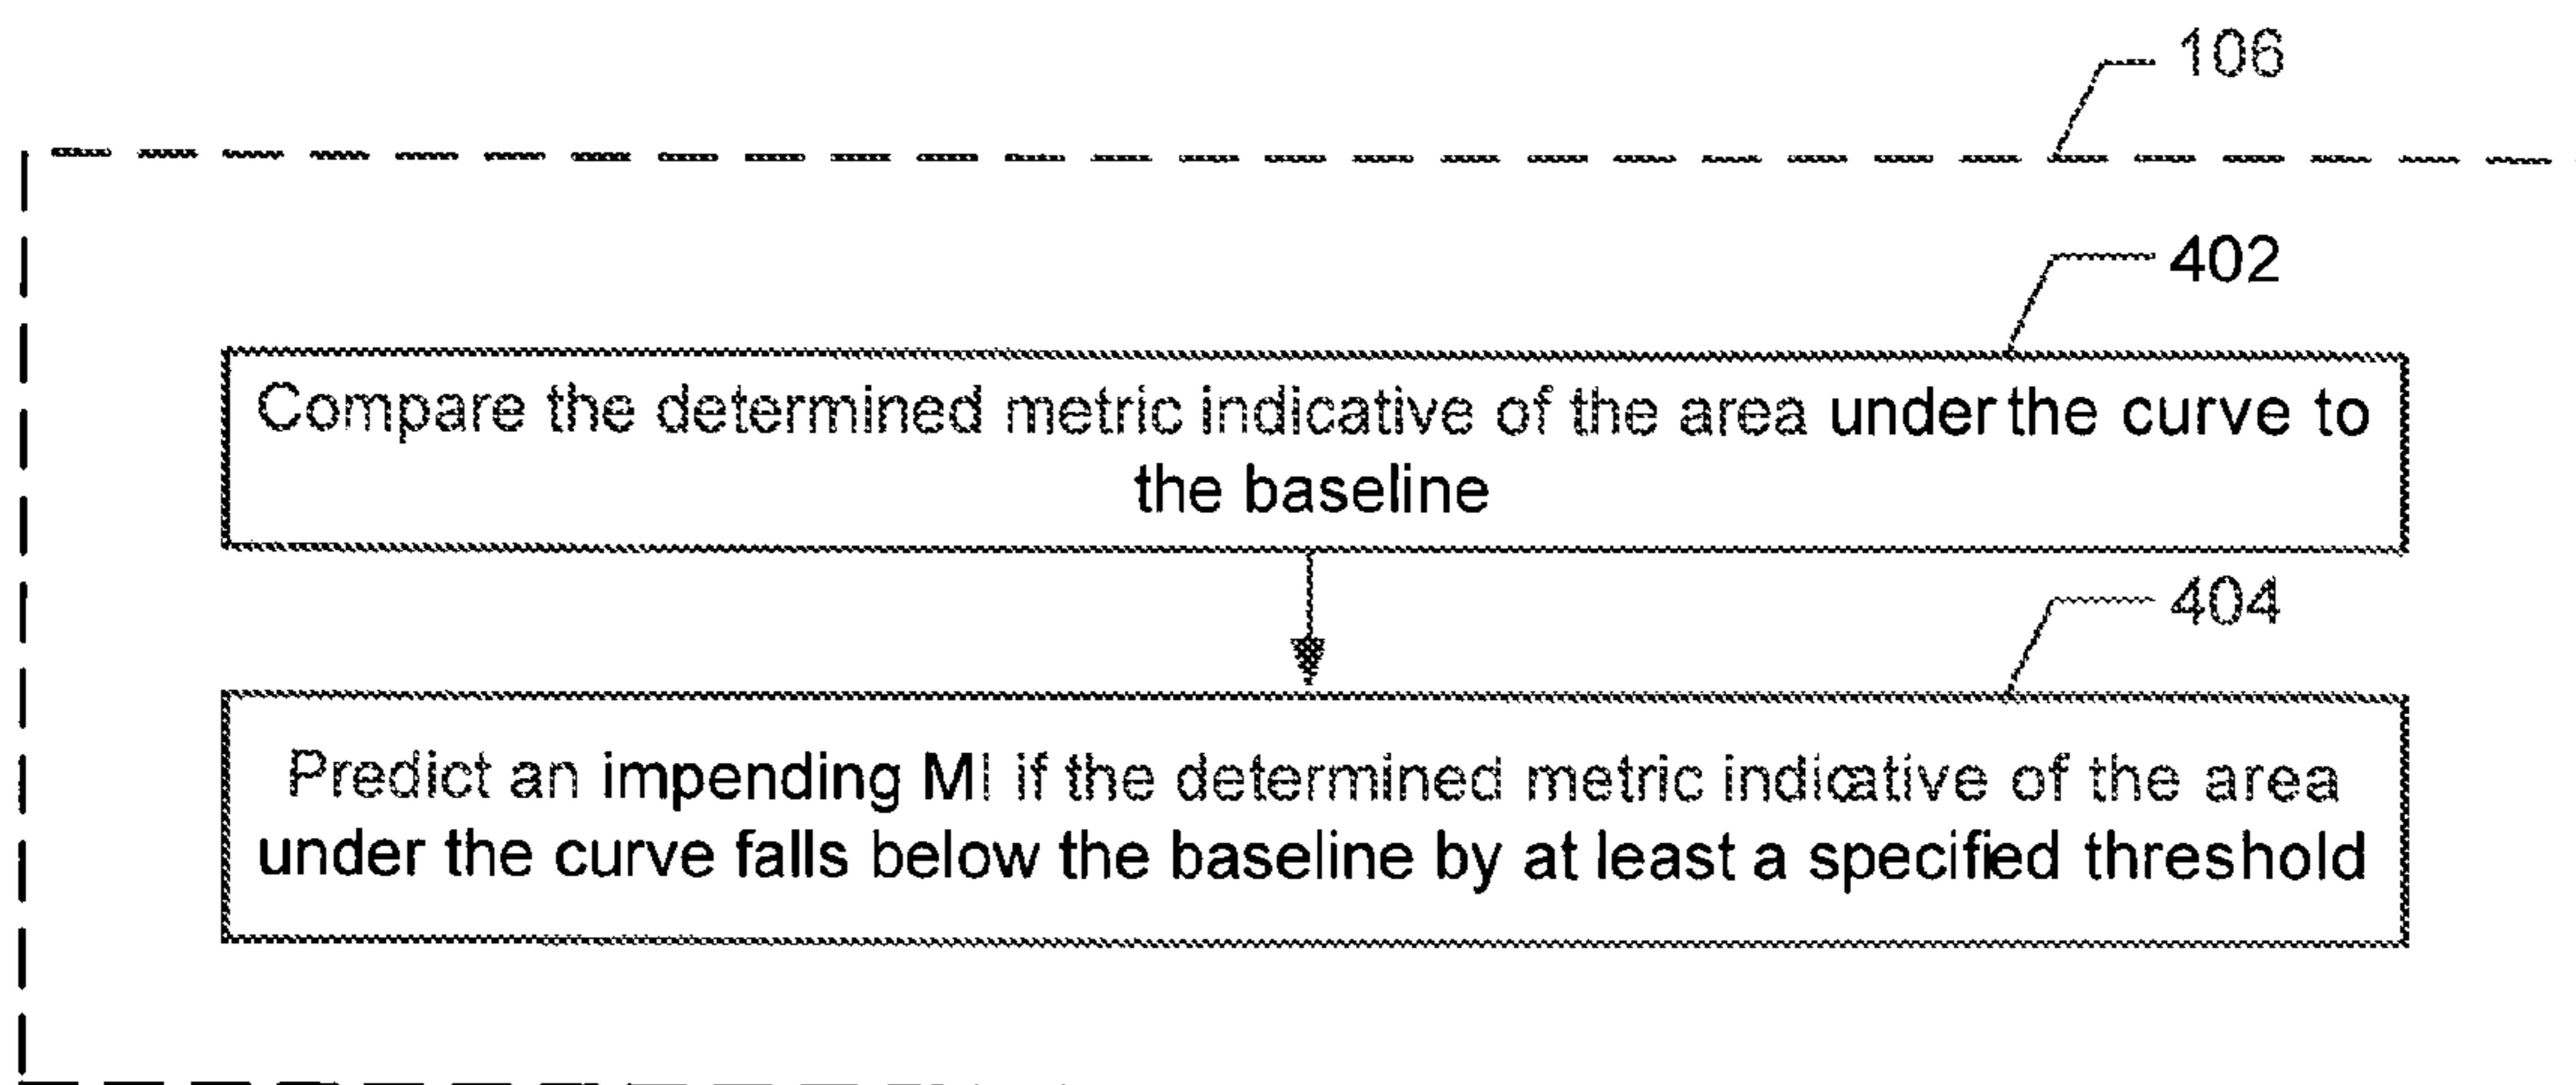 106
402
Compare the determined metric indicative of the area under the curve to
the baseline
404
Predict an impending MI if the determined metric indicative of the area
under the curve falls below the baseline by at least a specified threshold